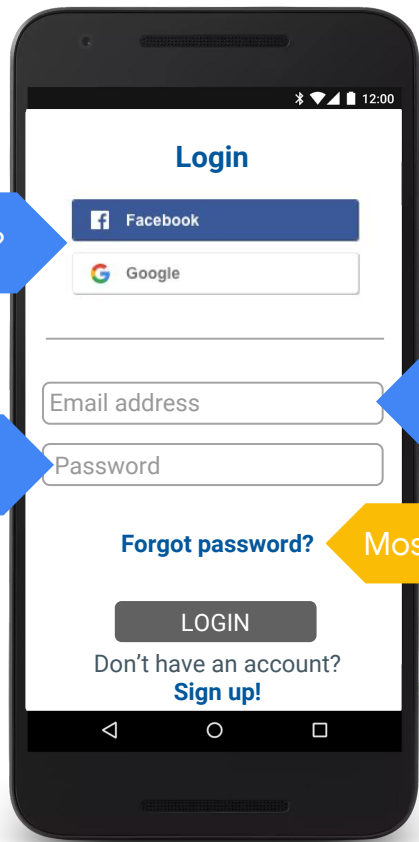 12:00
Login
Facebook
Google
?
Email address
Password
Forgot password?
Mos
LOGIN
Don't have an account?
Sign up!